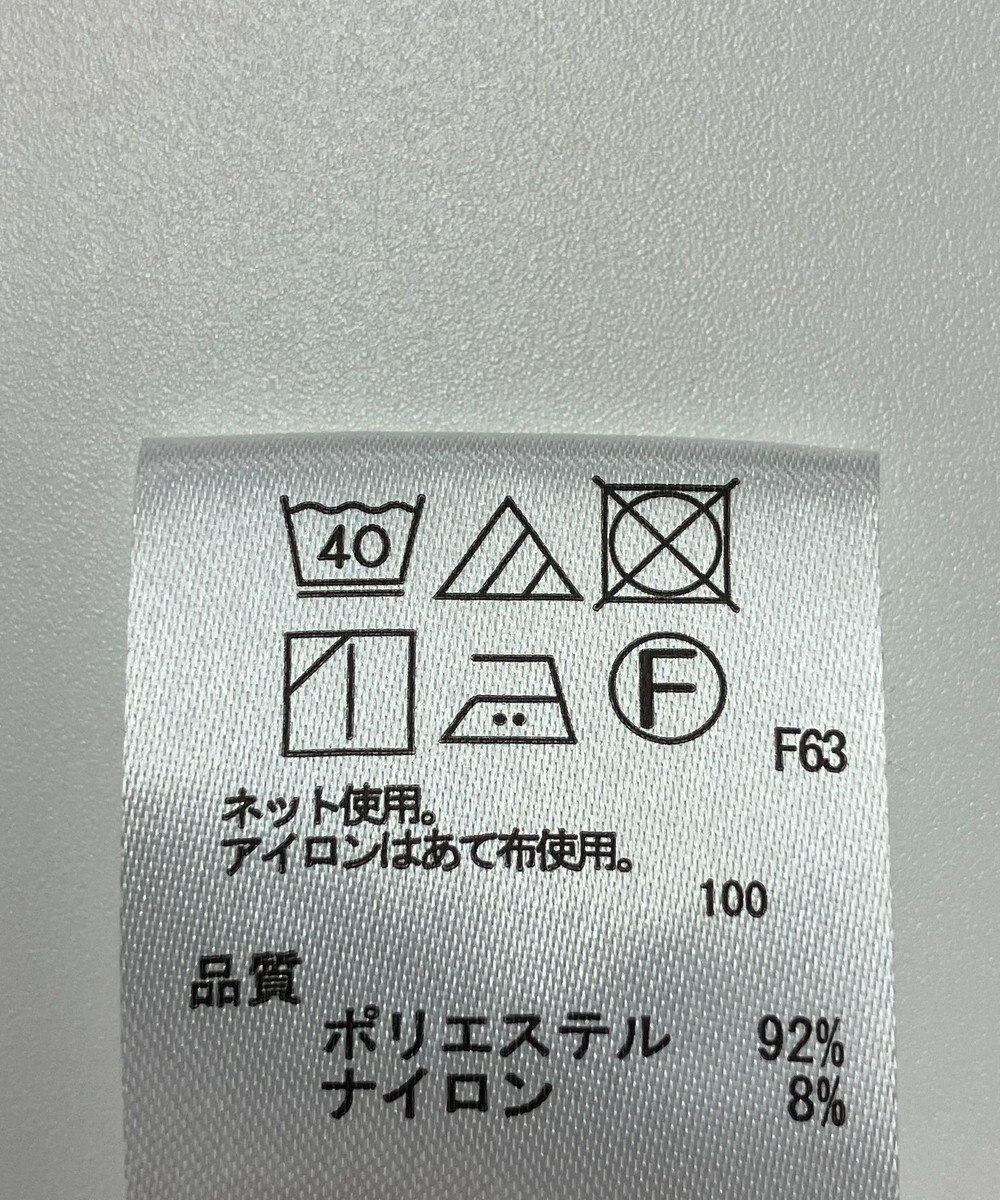 40
F
F63
ネット使用。
アイロンはあて布使用。
100
品質
ポリエステル 92%
ナイロン 8%